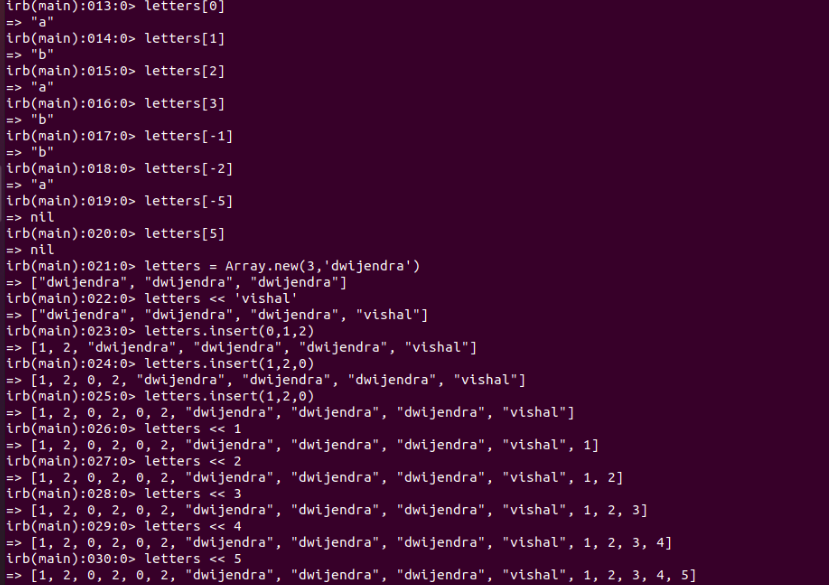 irb(main):013:0> letters[0]
=> "a"
irb(main):014:0> letters[1]
=> "b"
irb(main):015:0> letters[2]
=> "a"
irb(main):016:0> letters[3]
=> "b"
irb(main):017:0> letters[-1]
=> "b"
irb(main):018:0> letters[-2]
=> "a"
irb(main):019:0> letters[-5]
=> nil
irb(main):020:0> letters[5]
=> nil
irb(main):021:0> letters = Array.new(3,'dwijendra')
=> ["dwijendra", "dwijendra", "dwijendra"]
irb(main):022:0> letters << 'vishal'
=> ["dwijendra", "dwijendra", "dwijendra", "vishal"]
irb(main):023:0> letters.insert(0,1,2)
=> [1, 2, "dwijendra", "dwijendra", "dwijendra", "vishal"]
irb(main):024:0> letters.insert(1,2,0)
=> [1, 2, 0, 2, "dwijendra", "dwijendra", "dwijendra", "vishal"]
irb(main):025:0> letters.insert(1,2,0)
=> [1, 2, 0, 2, 0, 2, "dwijendra", "dwijendra", "dwijendra", "vishal"]
irb(main):026:0> letters << 1
=> [1, 2, 0, 2, 0, 2, "dwijendra", "dwijendra", "dwijendra", "vishal", 1]
irb(main):027:0> letters << 2
=> [1, 2, 0, 2, 0, 2, "dwijendra", "dwijendra", "dwijendra", "vishal", 1, 2]
irb(main):028:0> letters << 3
=> [1, 2, 0, 2, 0, 2, "dwijendra", "dwijendra", "dwijendra", "vishal", 1, 2, 3]
irb(main):029:0> letters << 4
=> [1, 2, 0, 2, 0, 2, "dwijendra", "dwijendra", "dwijendra", "vishal", 1, 2, 3, 4]
irb(main):030:0> letters << 5
=> [1, 2, 0, 2, 0, 2, "dwijendra", "dwijendra", "dwijendra", "vishal", 1, 2, 3, 4, 5]